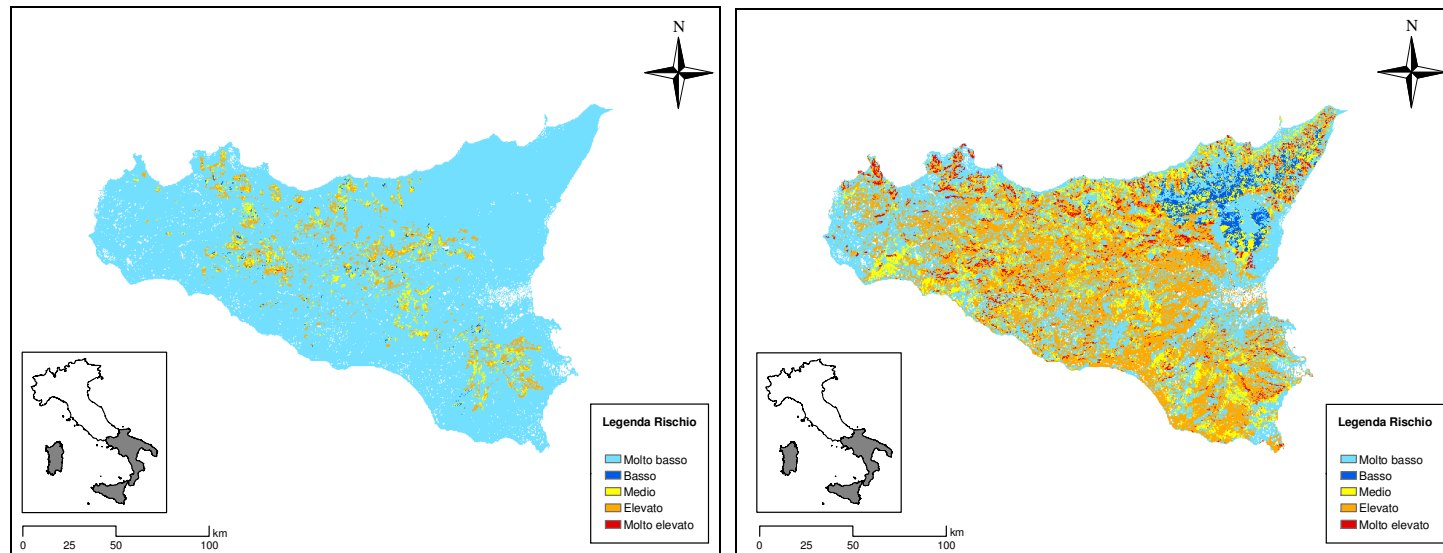 N
Legenda Rischio
Molto basso
Basso
Medio
Elevato
Molto elevato
km
0 25 50 100
N
Legenda Rischio
Molto basso
Basso
Medio
Elevato
Molto elevato
km
0 25 50 100